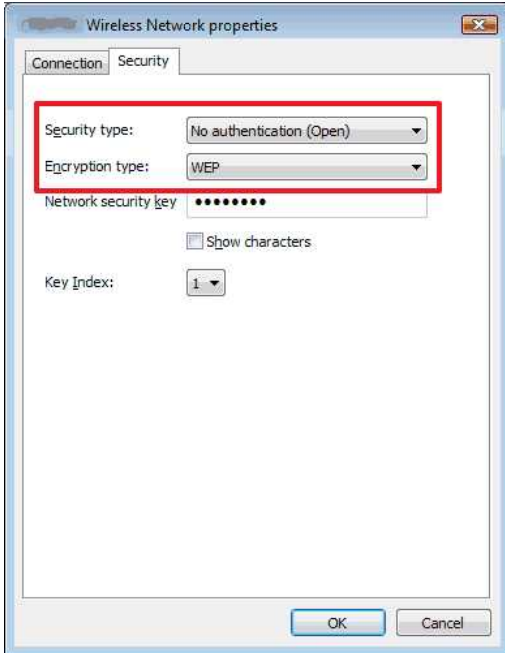 Wireless Network properties
Connection
Security
Security type: No authentication (Open)
Encryption type: WEP
Network security key ••••••••
Show characters
Key Index: 1
OK
Cancel